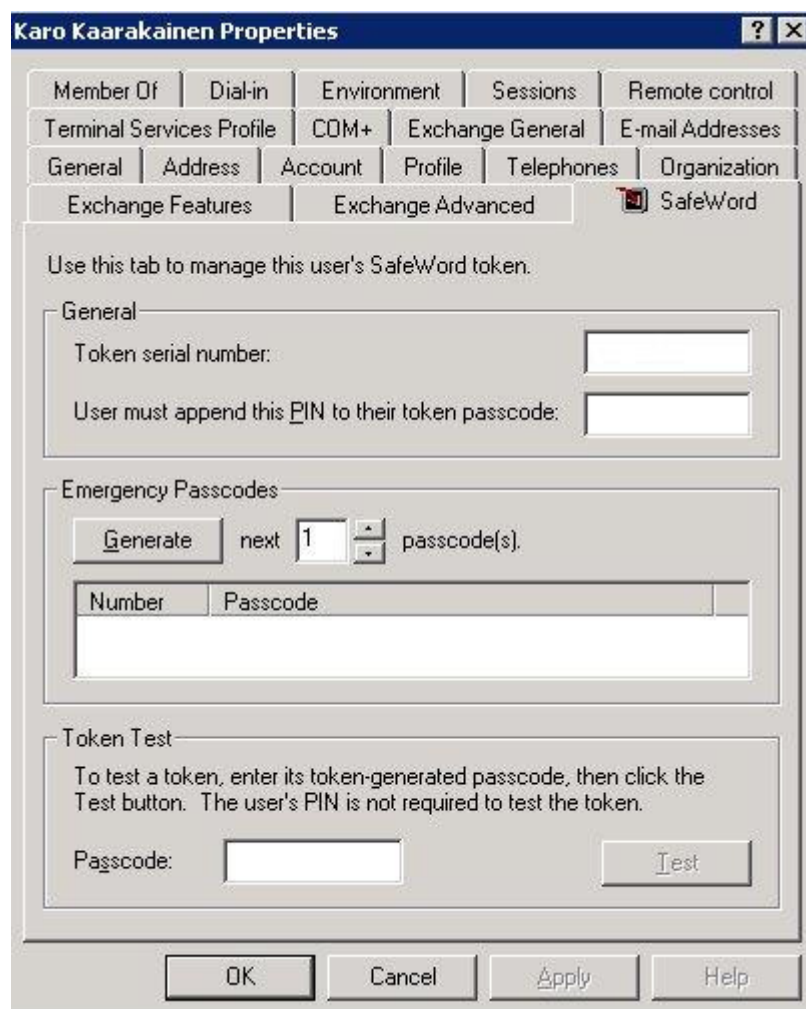 Karo Kaarakainen Properties
Member Of Dial-in Environment Sessions Remote control
Terminal Services Profile COM+ Exchange General E-mail Addresses
General Address Account Profile Telephones Organization
Exchange Features Exchange Advanced SafeWord
Use this tab to manage this user's SafeWord token.
General
Token serial number:
User must append this PIN to their token passcode:
Emergency Passcodes
Generate next 1 passcode(s).
Number Passcode
Token Test
To test a token, enter its token-generated passcode, then click the
Test button. The user's PIN is not required to test the token.
Passcode: Test
OK Cancel Apply Help